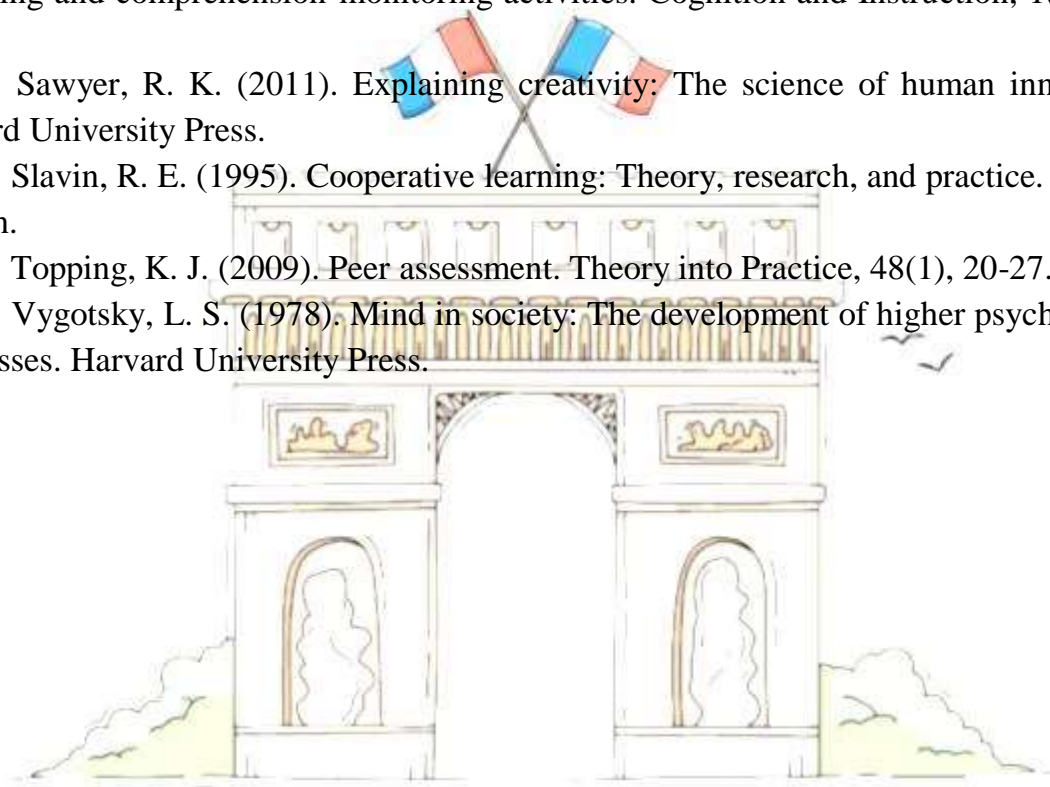 ing and comprehension monitoring activities. Cognition and Instruction, 1
Sawyer, R. K. (2011). Explaining creativity: The science of human inn
rd University Press.
Slavin, R. E. (1995). Cooperative learning: Theory, research, and practice.
n.
Topping, K. J. (2009). Peer assessment. Theory into Practice, 48(1), 20-27.
Vygotsky, L. S. (1978). Mind in society: The development of higher psych
sses. Harvard University Press.